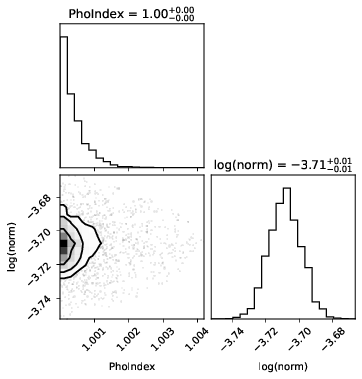 PhoIndex = 1.00+0.00−0.00
log(norm) = −3.71+0.01−0.01
log(norm)
−3.68
−3.70
−3.72
−3.74
1.001
1.002
1.003
1.004
PhoIndex
−3.74
−3.72
−3.70
−3.68
log(norm)